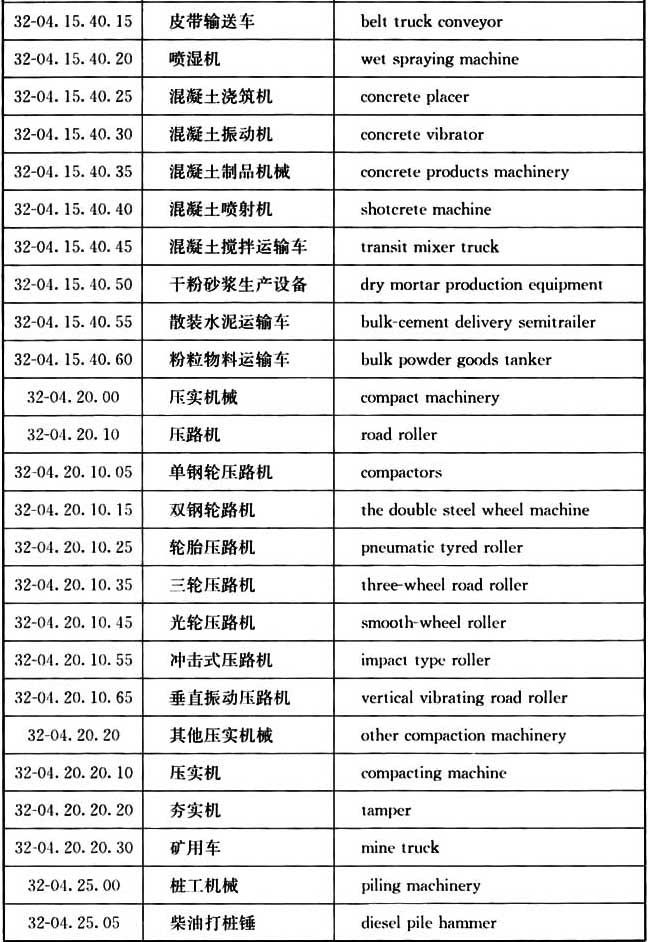 32-04.15.40.15 皮带输送车 belt truck conveyor
32-04.15.40.20 喷湿机 wet spraying machine
32-04.15.40.25 混凝土浇筑机 concrete placer
32-04.15.40.30 混凝土振动机 concrete vibrator
32-04.15.40.35 混凝土制品机械 concrete products machinery
32-04.15.40.40 混凝土喷射机 shotcrete machine
32-04.15.40.45 混凝土搅拌运输车 transit mixer truck
32-04.15.40.50 干粉砂浆生产设备 dry mortar production equipment
32-04.15.40.55 散装水泥运输车 bulk-cement delivery semitrailer
32-04.15.40.60 粉粒物料运输车 bulk powder goods tanker
32-04.20.00 压实机械 compact machinery
32-04.20.10 压路机 road roller
32-04.20.10.05 单钢轮压路机 compactors
32-04.20.10.15 双钢轮路机 the double steel wheel machine
32-04.20.10.25 轮胎压路机 pneumatic tyred roller
32-04.20.10.35 三轮压路机 three-wheel road roller
32-04.20.10.45 光轮压路机 smooth-wheel roller
32-04.20.10.55 冲击式压路机 impact type roller
32-04.20.10.65 垂直振动压路机 vertical vibrating road roller
32-04.20.20 其他压实机械 other compaction machinery
32-04.20.20.10 压实机 compacting machine
32-04.20.20.20 夯实机 tamper
32-04.20.20.30 矿用车 mine truck
32-04.25.00 桩工机械 piling machinery
32-04.25.05 柴油打桩锤 diesel pile hammer